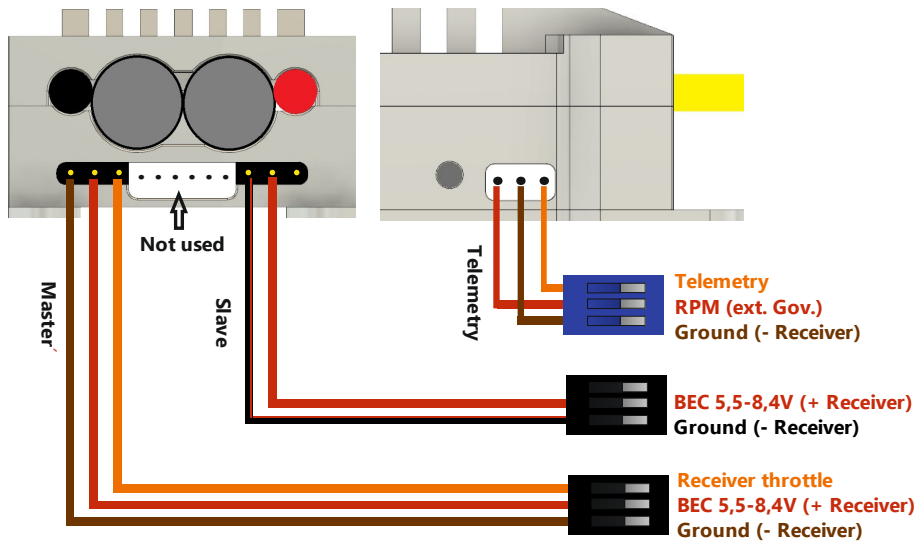 Not used
Master´
Slave
Telemetry
Telemetry
RPM (ext. Gov.)
Ground (- Receiver)
BEC 5,5-8,4V (+ Receiver)
Ground (- Receiver)
Receiver throttle
BEC 5,5-8,4V (+ Receiver)
Ground (- Receiver)